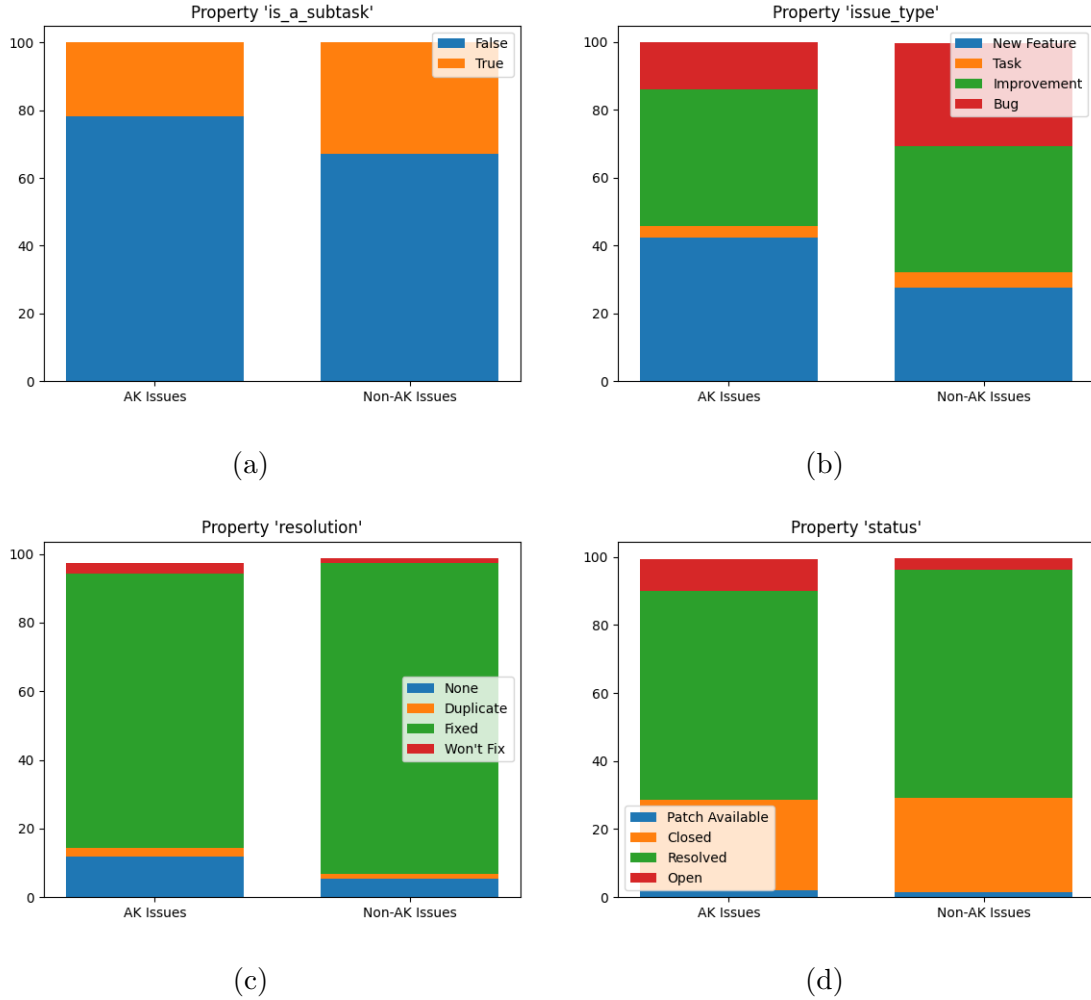 Property 'is_a_subtask'
100
80
60
40
20
0
False
True
AK Issues
Non-AK Issues
(a)
Property 'issue_type'
100
80
60
40
20
0
New Feature
Task
Improvement
Bug
AK Issues
Non-AK Issues
(b)
Property 'resolution'
100
80
60
40
20
0
None
Duplicate
Fixed
Won't Fix
AK Issues
Non-AK Issues
(c)
Property 'status'
100
80
60
40
20
0
Patch Available
Closed
Resolved
Open
AK Issues
Non-AK Issues
(d)